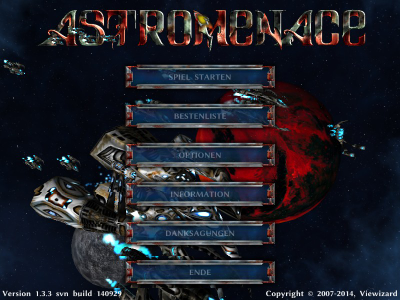 ASTROMENACE
SPIEL STARTEN
BESTENLISTE
OPTIONEN
INFORMATION
DANKSAGUNGEN
ENDE
Version 1.3.3 svn build 140929
Copyright © 2007-2014, Viewizard